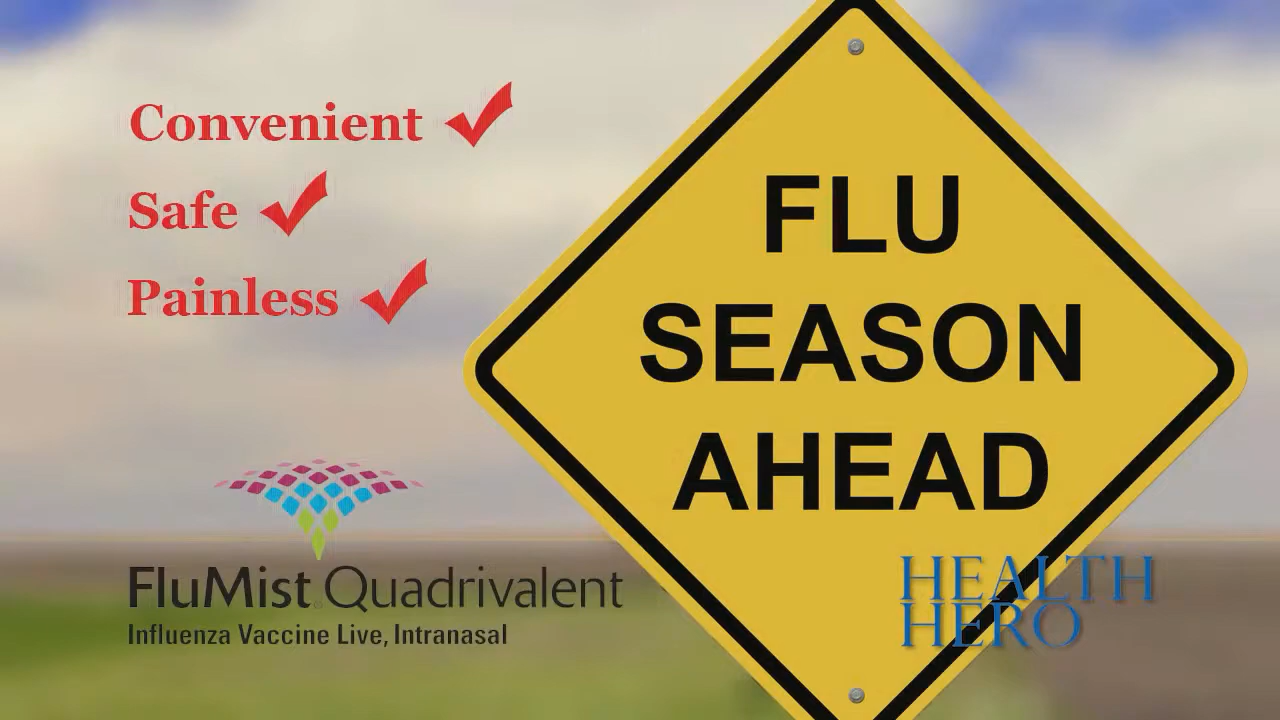 Convenient
Safe
Painless
FLU
SEASON
AHEAD
FluMist® Quadrivalent
Influenza Vaccine Live, Intranasal
HEALTH
HERO